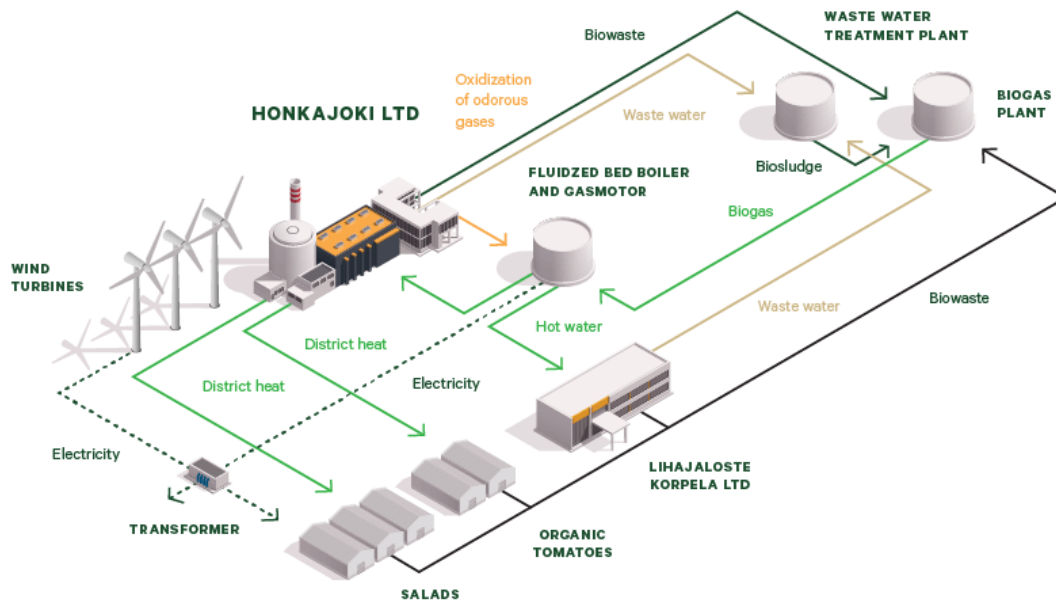 WASTE WATER
TREATMENT PLANT
Biowaste
Oxidization
of odorous
gases
HONKAJOKI LTD
Waste water
BIOGAS
PLANT
FLUIDZED BED BOILER
AND GASMOTOR
Biosludge
Biogas
WIND
TURBINES
Hot water
Waste water
Biowaste
District heat
District heat
Electricity
Electricity
LIHAJALOSTE
KORPELA LTD
TRANSFORMER
ORGANIC
TOMATOES
SALADS